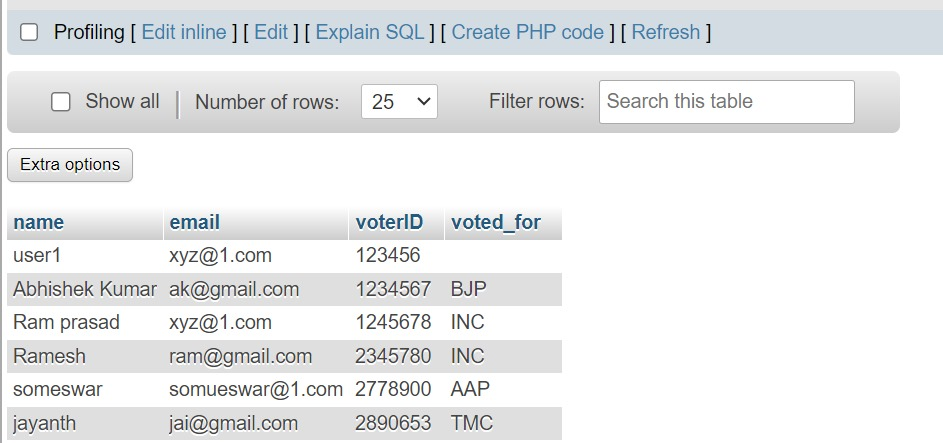 Profiling [ Edit inline ] [ Edit ] [ Explain SQL ] [ Create PHP code ] [ Refresh ]
Show all | Number of rows: 25 Filter rows: Search this table
Extra options
name email voterID voted_for
user1 xyz@1.com 123456
Abhishek Kumar ak@gmail.com 1234567 BJP
Ram prasad xyz@1.com 1245678 INC
Ramesh ram@gmail.com 2345780 INC
someswar somueswar@1.com 2778900 AAP
jayanth jai@gmail.com 2890653 TMC